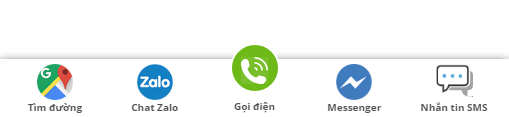 Zalo
Tìm đường
Chat Zalo
Gọi điện
Messenger
Nhắn tin SMS